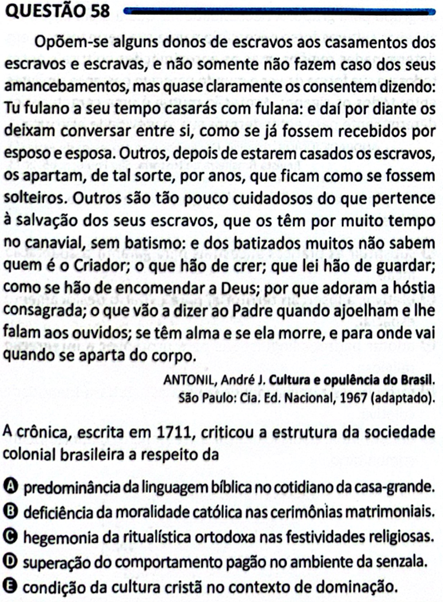 QUESTÃO 58
Opõem-se alguns donos de escravos aos casamentos dos
escravos e escravas, e não somente não fazem caso dos seus
amancebamentos, mas quase claramente os consentem dizendo:
Tu fulano a seu tempo casarás com fulana: e daí por diante os
deixam conversar entre si, como se já fossem recebidos por
esposo e esposa. Outros, depois de estarem casados os escravos,
os apartam, de tal sorte, por anos, que ficam como se fossem
solteiros. Outros são tão pouco cuidadosos do que pertence
à salvação dos seus escravos, que os têm por muito tempo
no canavial, sem batismo: e dos batizados muitos não sabem
quem é o Criador; o que hão de crer; que lei hão de guardar;
como se hão de encomendar a Deus; por que adoram a hóstia
consagrada; o que vão a dizer ao Padre quando ajoelham e lhe
falam aos ouvidos; se têm alma e se ela morre, e para onde vai
quando se aparta do corpo.
ANTONIL, André J. Cultura e opulência do Brasil.
São Paulo: Cia. Ed. Nacional, 1967 (adaptado).
A crônica, escrita em 1711, criticou a estrutura da sociedade
colonial brasileira a respeito da
A predominância da linguagem bíblica no cotidiano da casa-grande.
B deficiência da moralidade católica nas cerimônias matrimoniais.
C hegemonia da ritualística ortodoxa nas festividades religiosas.
D superação do comportamento pagão no ambiente da senzala.
E condição da cultura cristã no contexto de dominação.